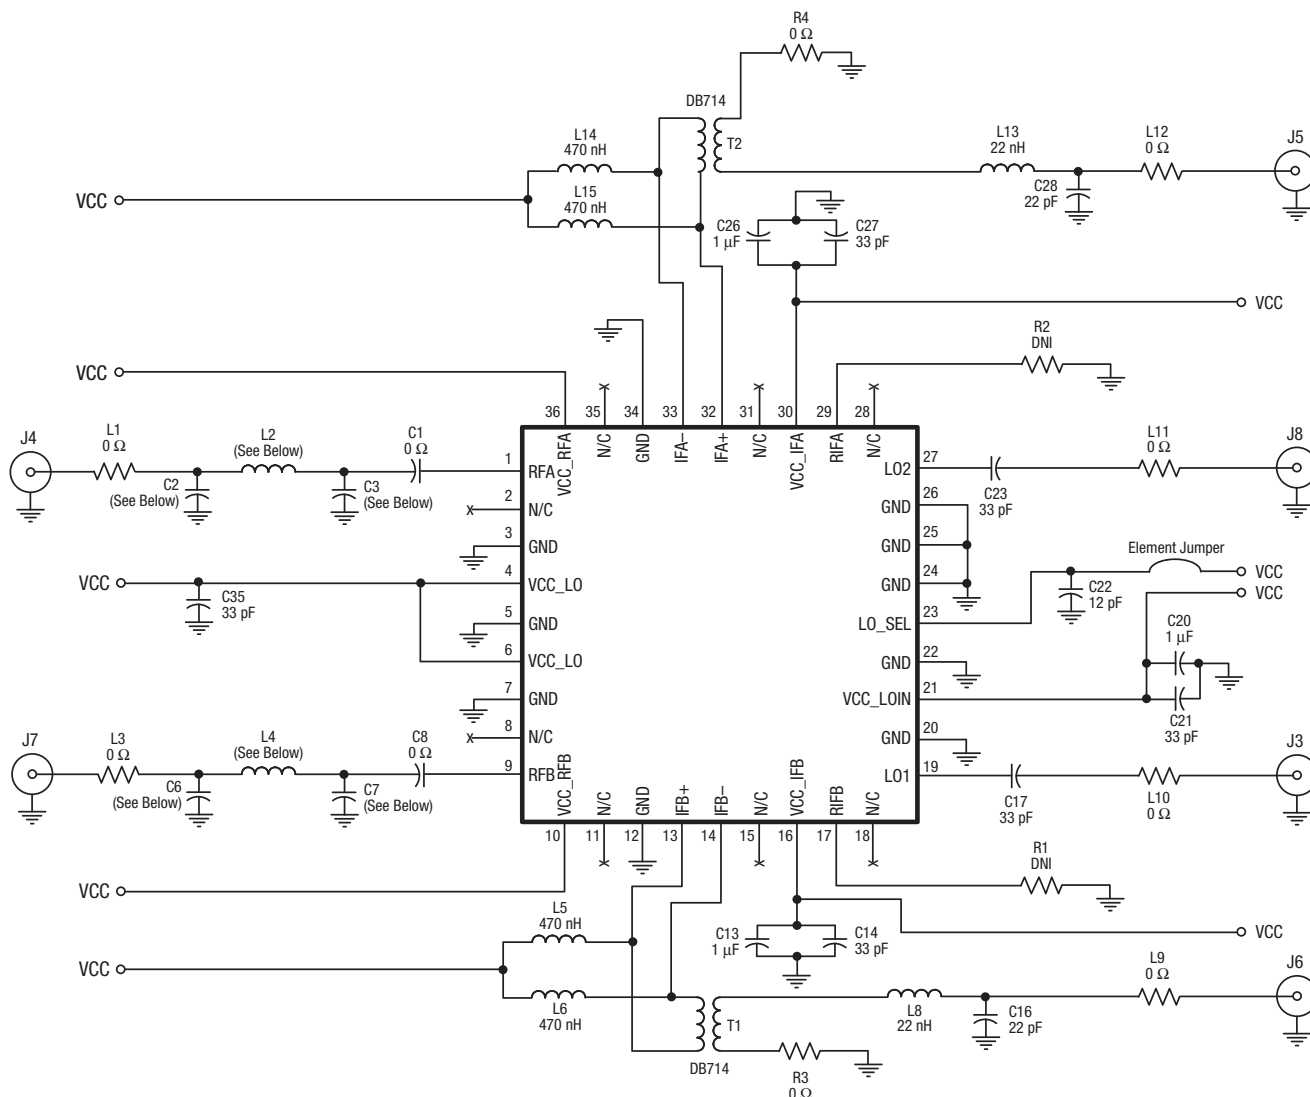 R4
0 Ω
DB714
T2
L14
470 nH
L15
470 nH
L13
22 nH
L12
0 Ω
J5
C28
22 pF
VCC
C26
1 μF
C27
33 pF
VCC
R2
DNI
VCC
36
35
34
33
32
31
30
29
28
VCC_RFA
N/C
GND
IFA–
IFA+
N/C
VCC_IFA
RIFA
N/C
J4
L1
0 Ω
L2
(See Below)
C1
0 Ω
C2
(See Below)
C3
(See Below)
1
RFA
2
N/C
3
GND
4
VCC_LO
5
GND
6
VCC_LO
7
GND
8
N/C
9
RFB
VCC
C35
33 pF
J7
L3
0 Ω
L4
(See Below)
C8
0 Ω
C6
(See Below)
C7
(See Below)
27
LO2
26
GND
25
GND
24
GND
23
LO_SEL
22
GND
21
VCC_LOIN
20
GND
19
LO1
C23
33 pF
L11
0 Ω
J8
Element Jumper
VCC
VCC
C22
12 pF
C20
1 μF
C21
33 pF
C17
33 pF
L10
0 Ω
J3
VCC_RFB
N/C
GND
IFB+
IFB–
N/C
VCC_IFB
RIFB
N/C
10
11
12
13
14
15
16
17
18
R1
DNI
VCC
L5
470 nH
C13
1 μF
C14
33 pF
VCC
VCC
L6
470 nH
T1
DB714
L8
22 nH
C16
22 pF
L9
0 Ω
J6
R3
0 Ω